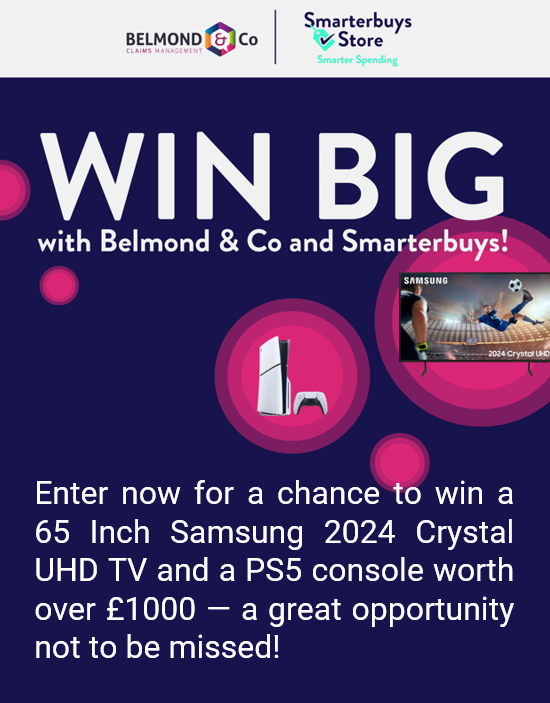 BELMOND & Co
CLAIMS MANAGEMENT
Smarterbuys
Store
Smarter Spending
WIN BIG
with Belmond & Co and Smarterbuys!
SAMSUNG
2024 Crystal UHD
Enter now for a chance to win a
65 Inch Samsung 2024 Crystal
UHD TV and a PS5 console worth
over £1000 — a great opportunity
not to be missed!